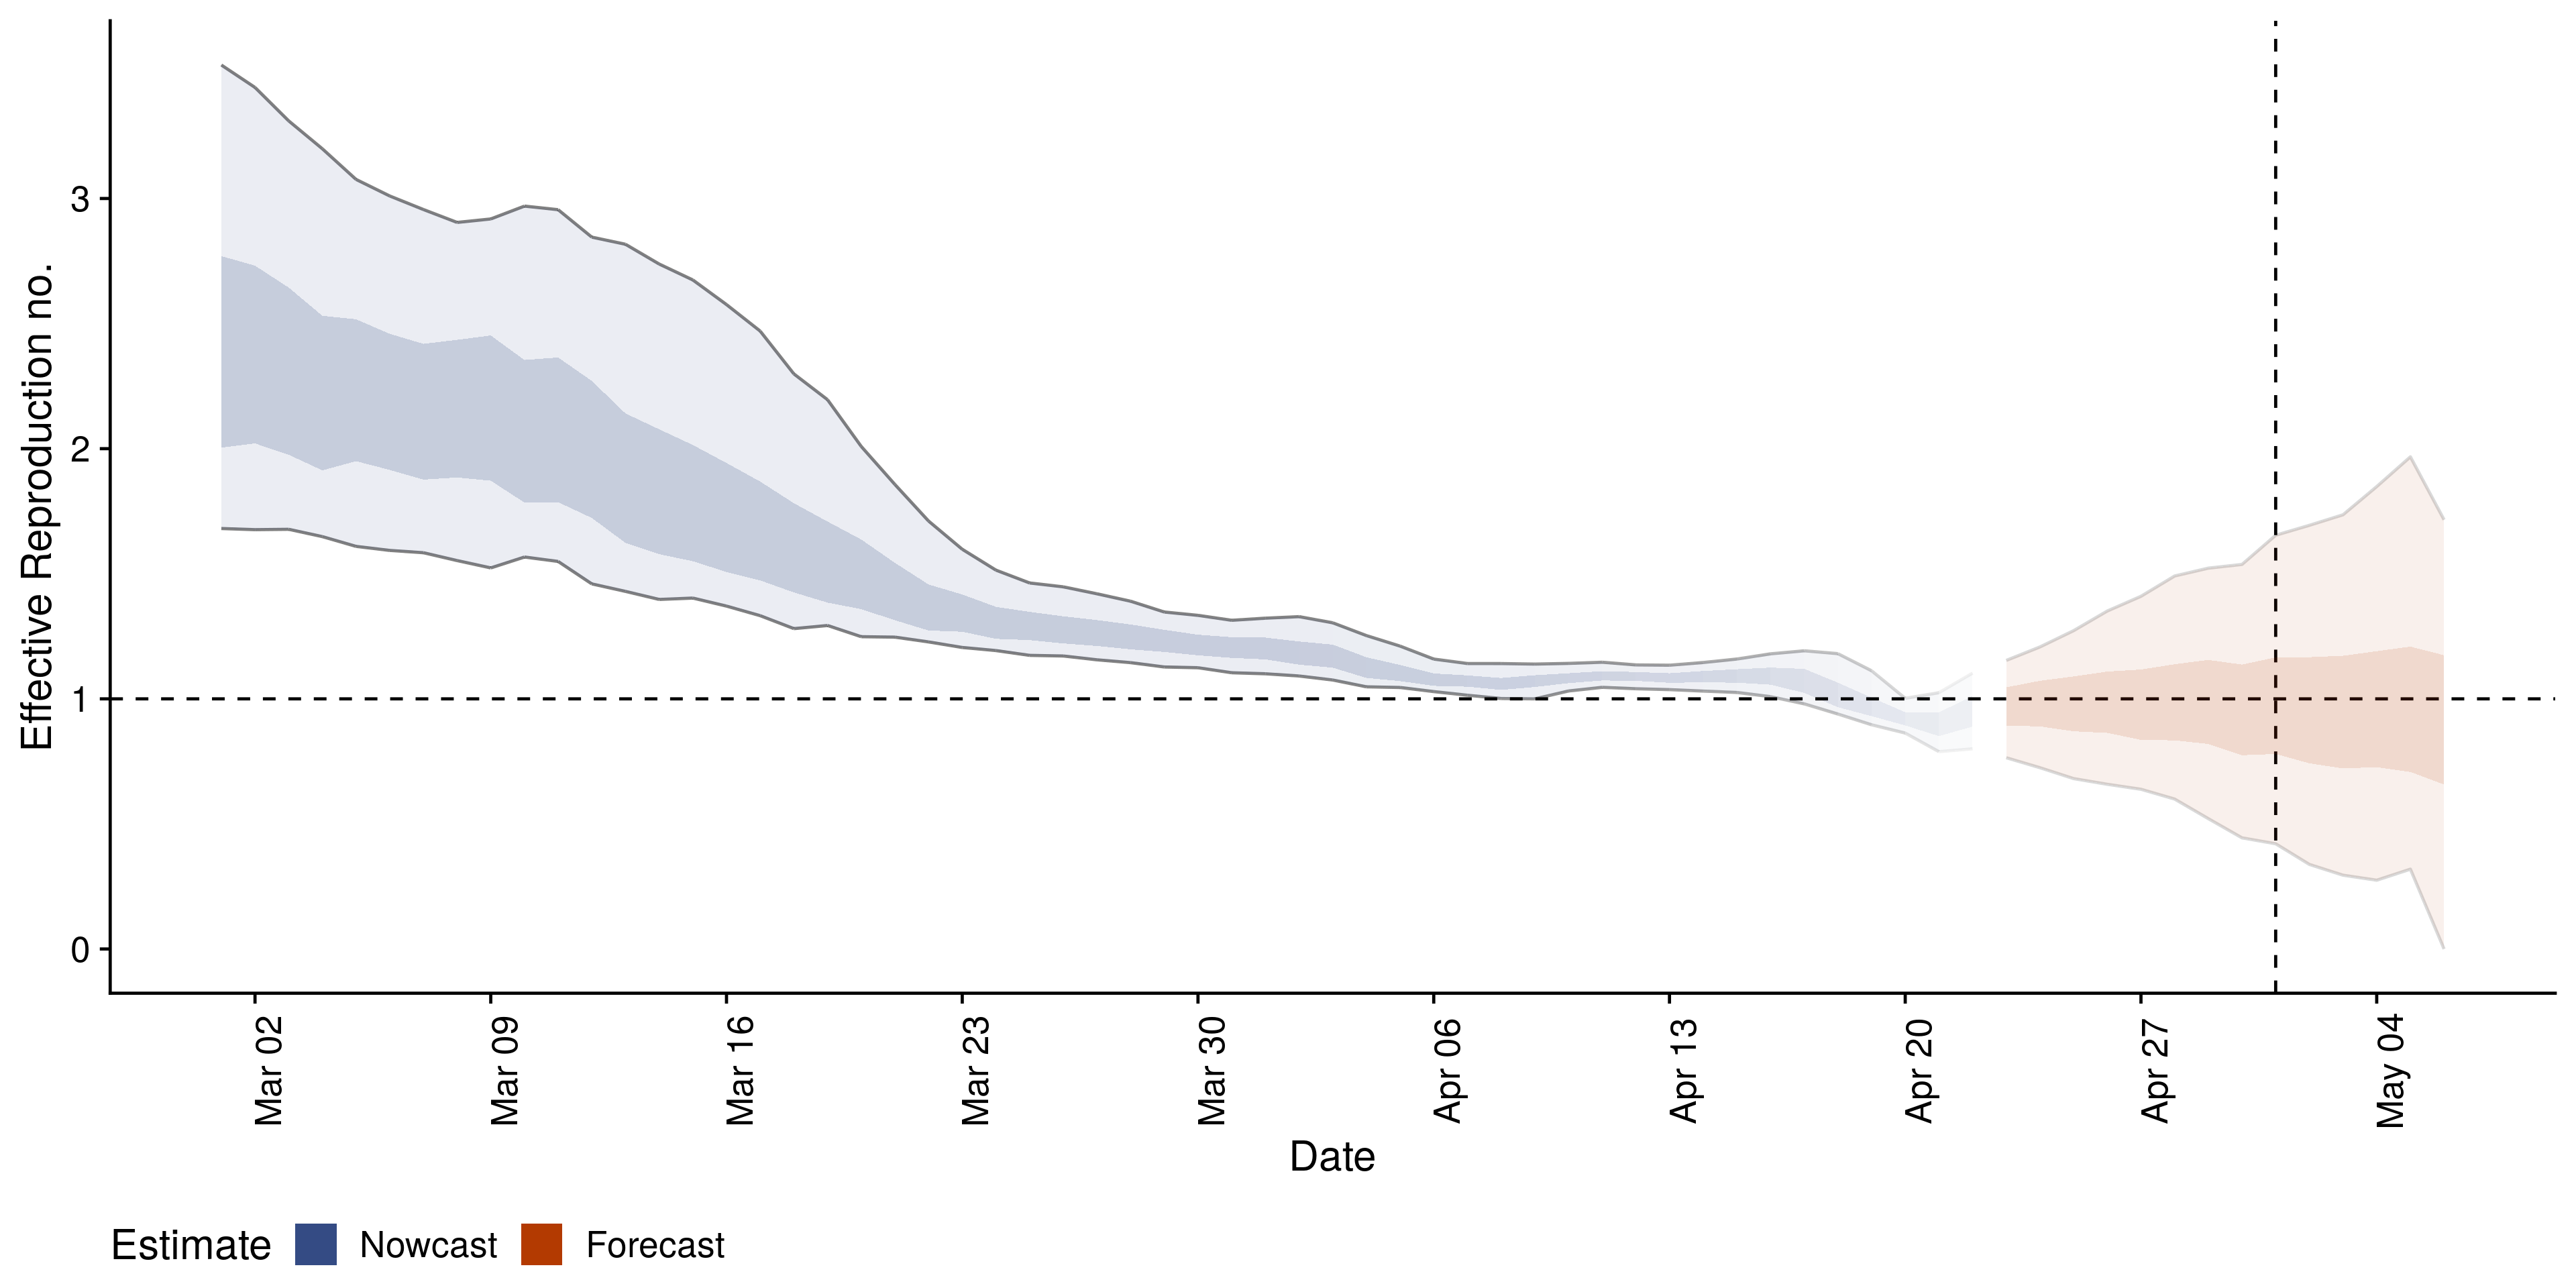 Effective Reproduction no.
3
2
1
0
Mar 02
Mar 09
Mar 16
Mar 23
Mar 30
Apr 06
Apr 13
Apr 20
Apr 27
May 04
Date
Estimate Nowcast Forecast